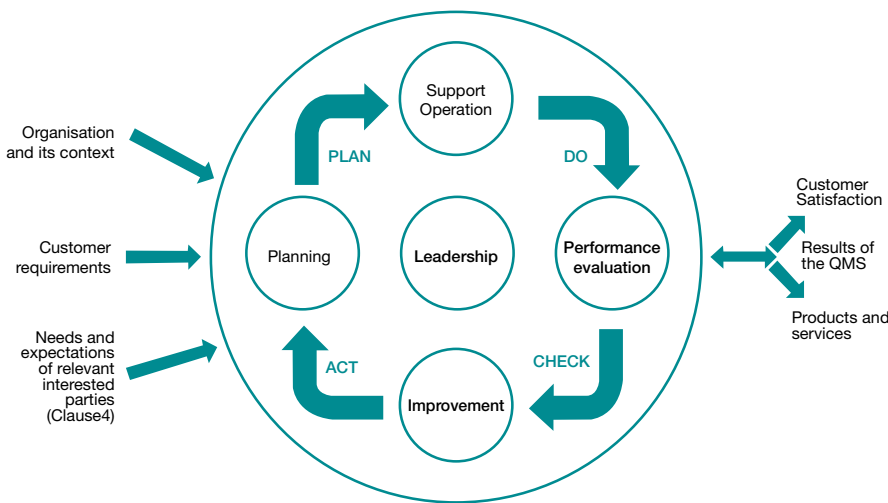 Organisation
and its context
Customer
requirements
Needs and
expectations
of relevant
interested
parties
(Clause4)
Support
Operation
PLAN
DO
Planning
Leadership
Performance
evaluation
ACT
CHECK
Improvement
Customer
Satisfaction
Results of
the QMS
Products and
services